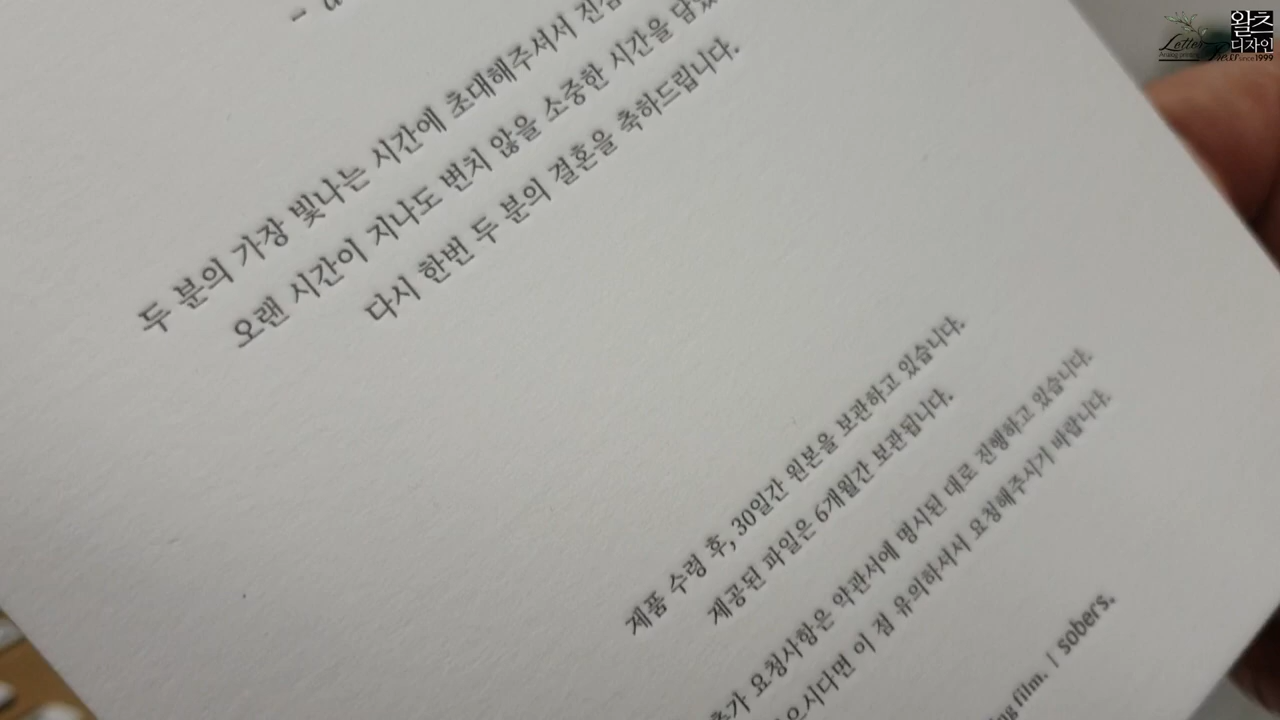 두 분의 가장 빛나는 시간에 초대해주셔서
오랜 시간이 지나도 변치 않을 소중한 시간을
다시 한번 두 분의 결혼을 축하드립니다.
제품 수령 후, 30일간 원본을 보관하고 있습니다.
제공된 파일은 6개월간 보관됩니다.
요청사항은 약관서에 명시된 대로 진행하고 있습니다.
이 점 유의하셔서 요청해주시기 바랍니다.
film. | sobers.
Letter Press
왈츠
디자인
since 1999